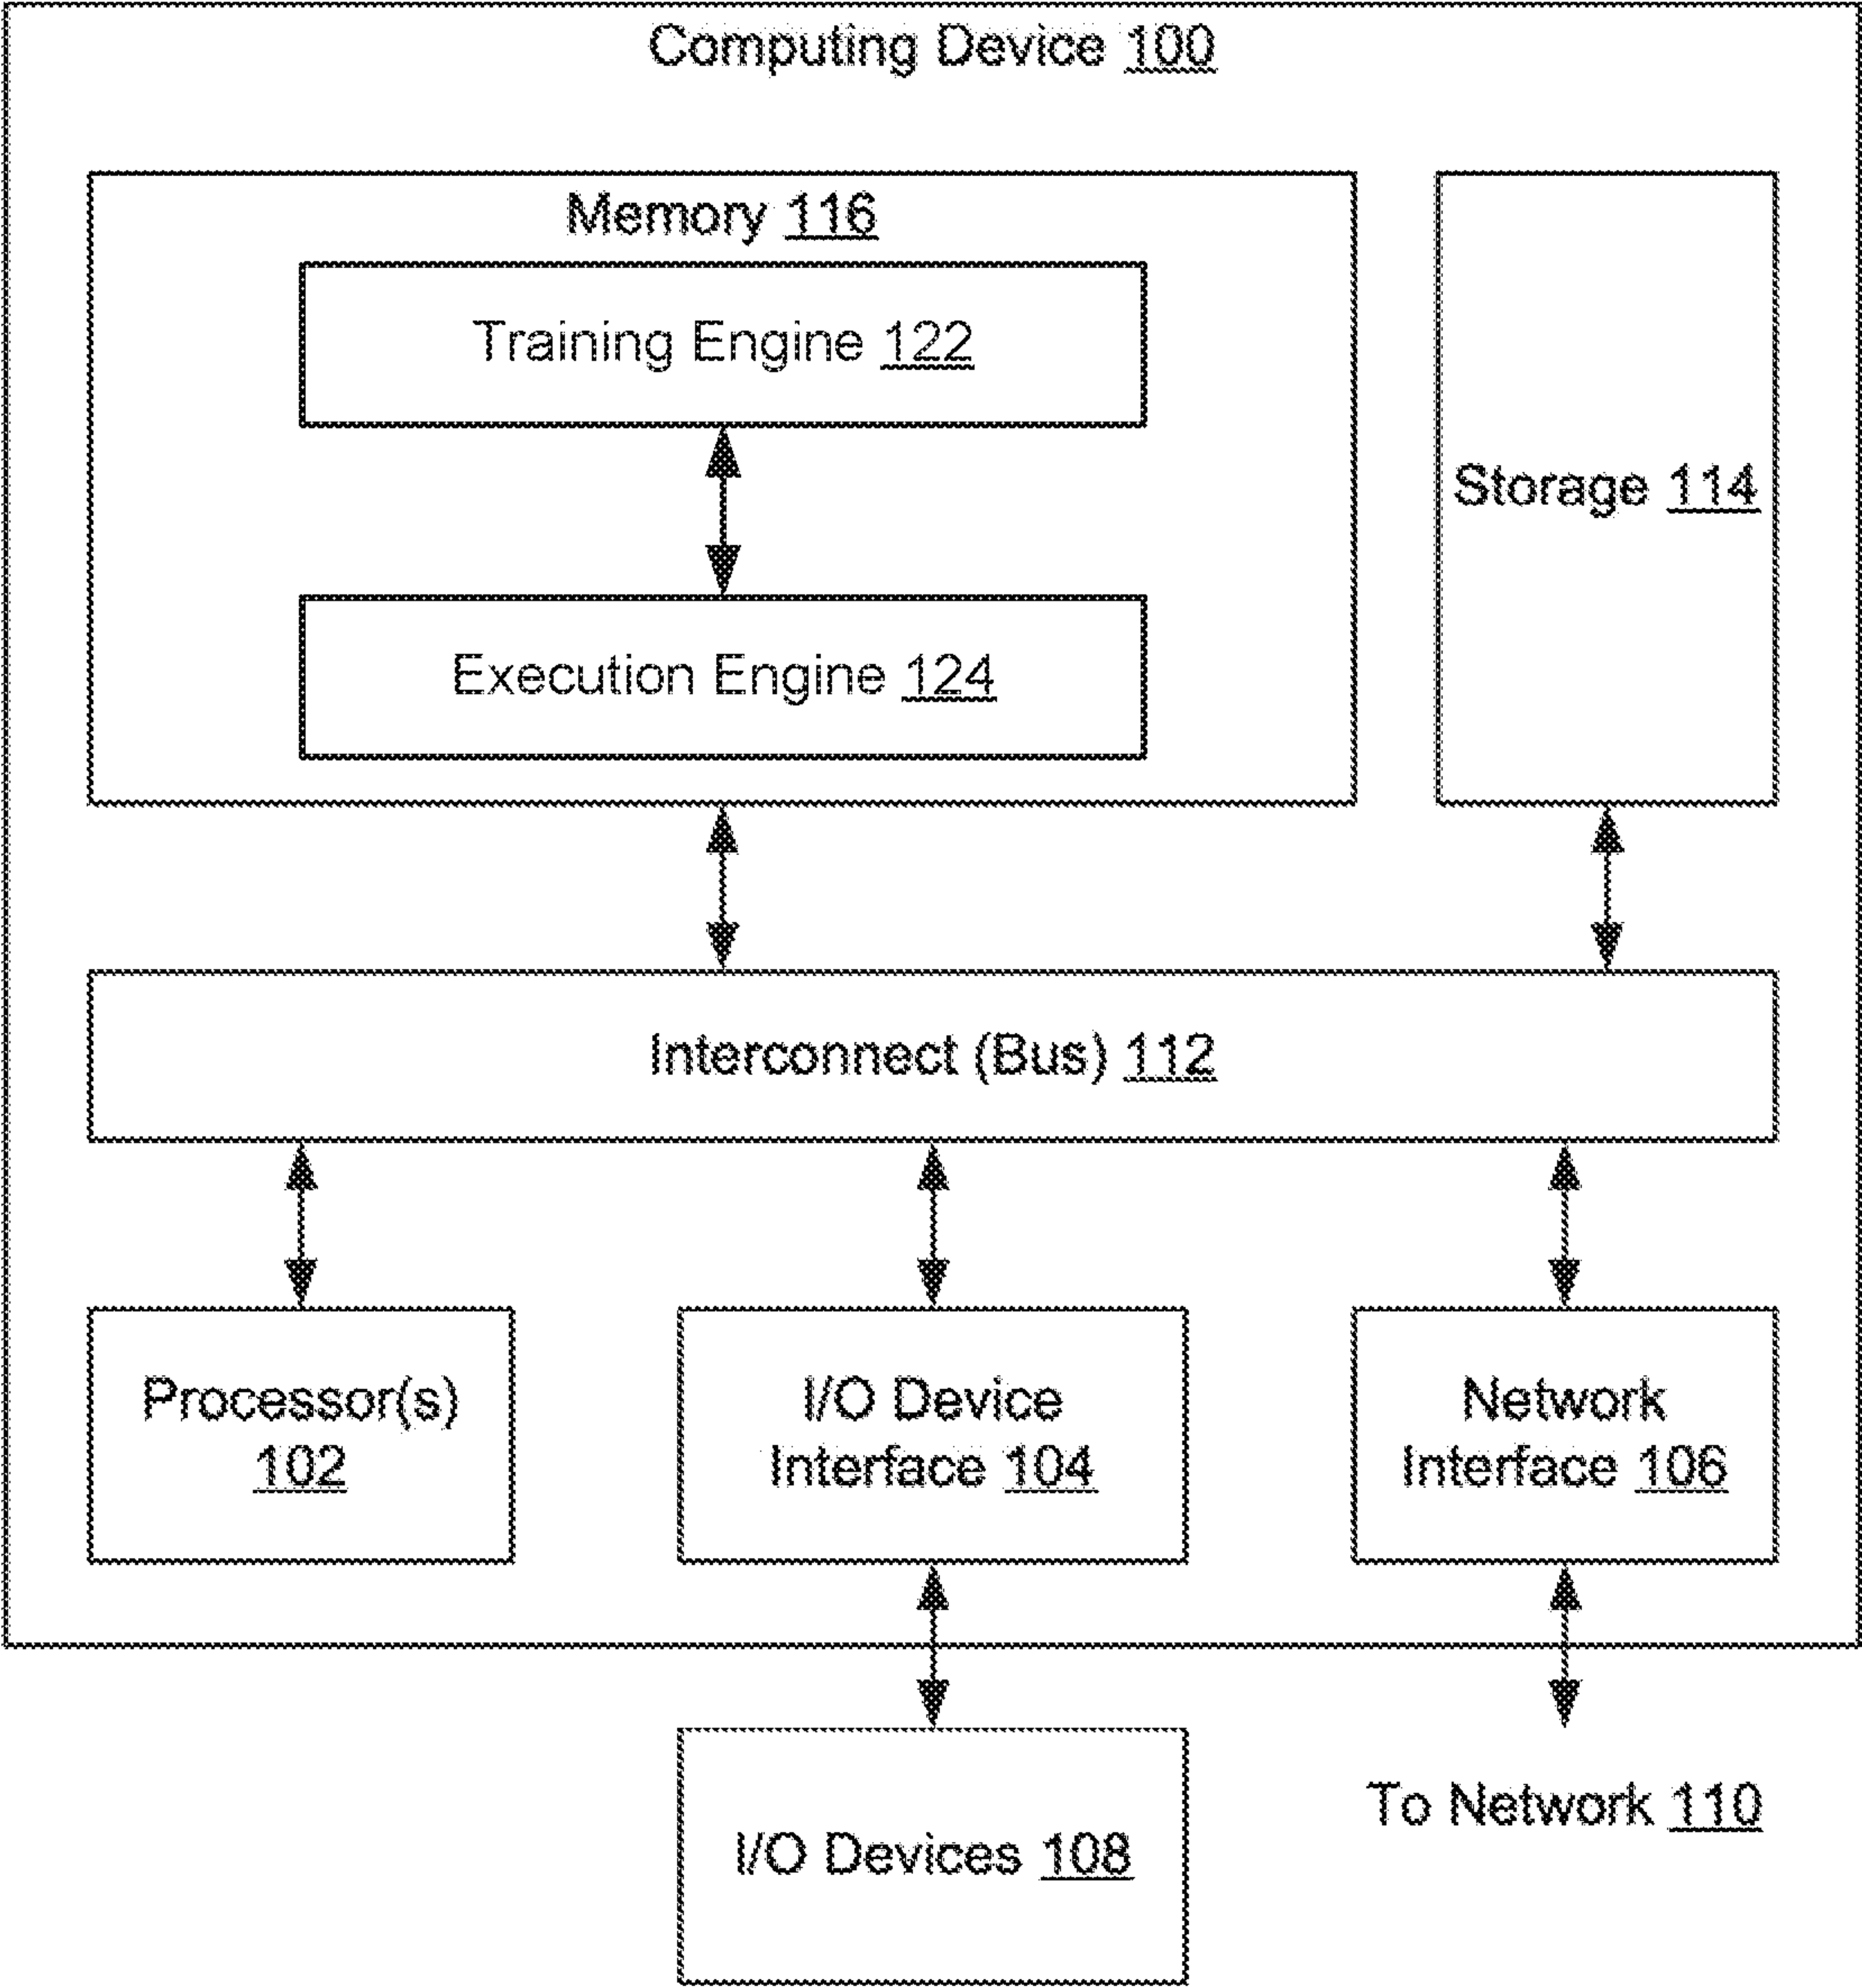 Computing Device 100
Memory 116
Training Engine 122
Storage 114
Execution Engine 124
Interconnect (Bus) 112
Processor(s)
102
I/O Device
Interface 104
Network
Interface 106
I/O Devices 108
To Network 110